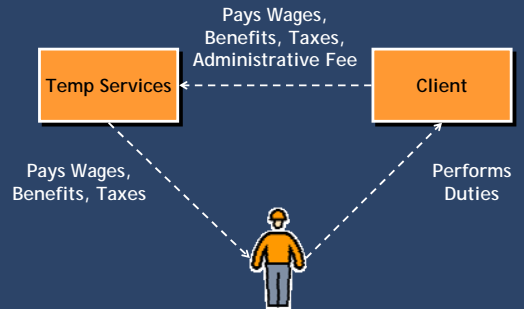 Pays Wages,
Benefits, Taxes,
Administrative Fee
Temp Services
Client
Pays Wages,
Benefits, Taxes
Performs
Duties